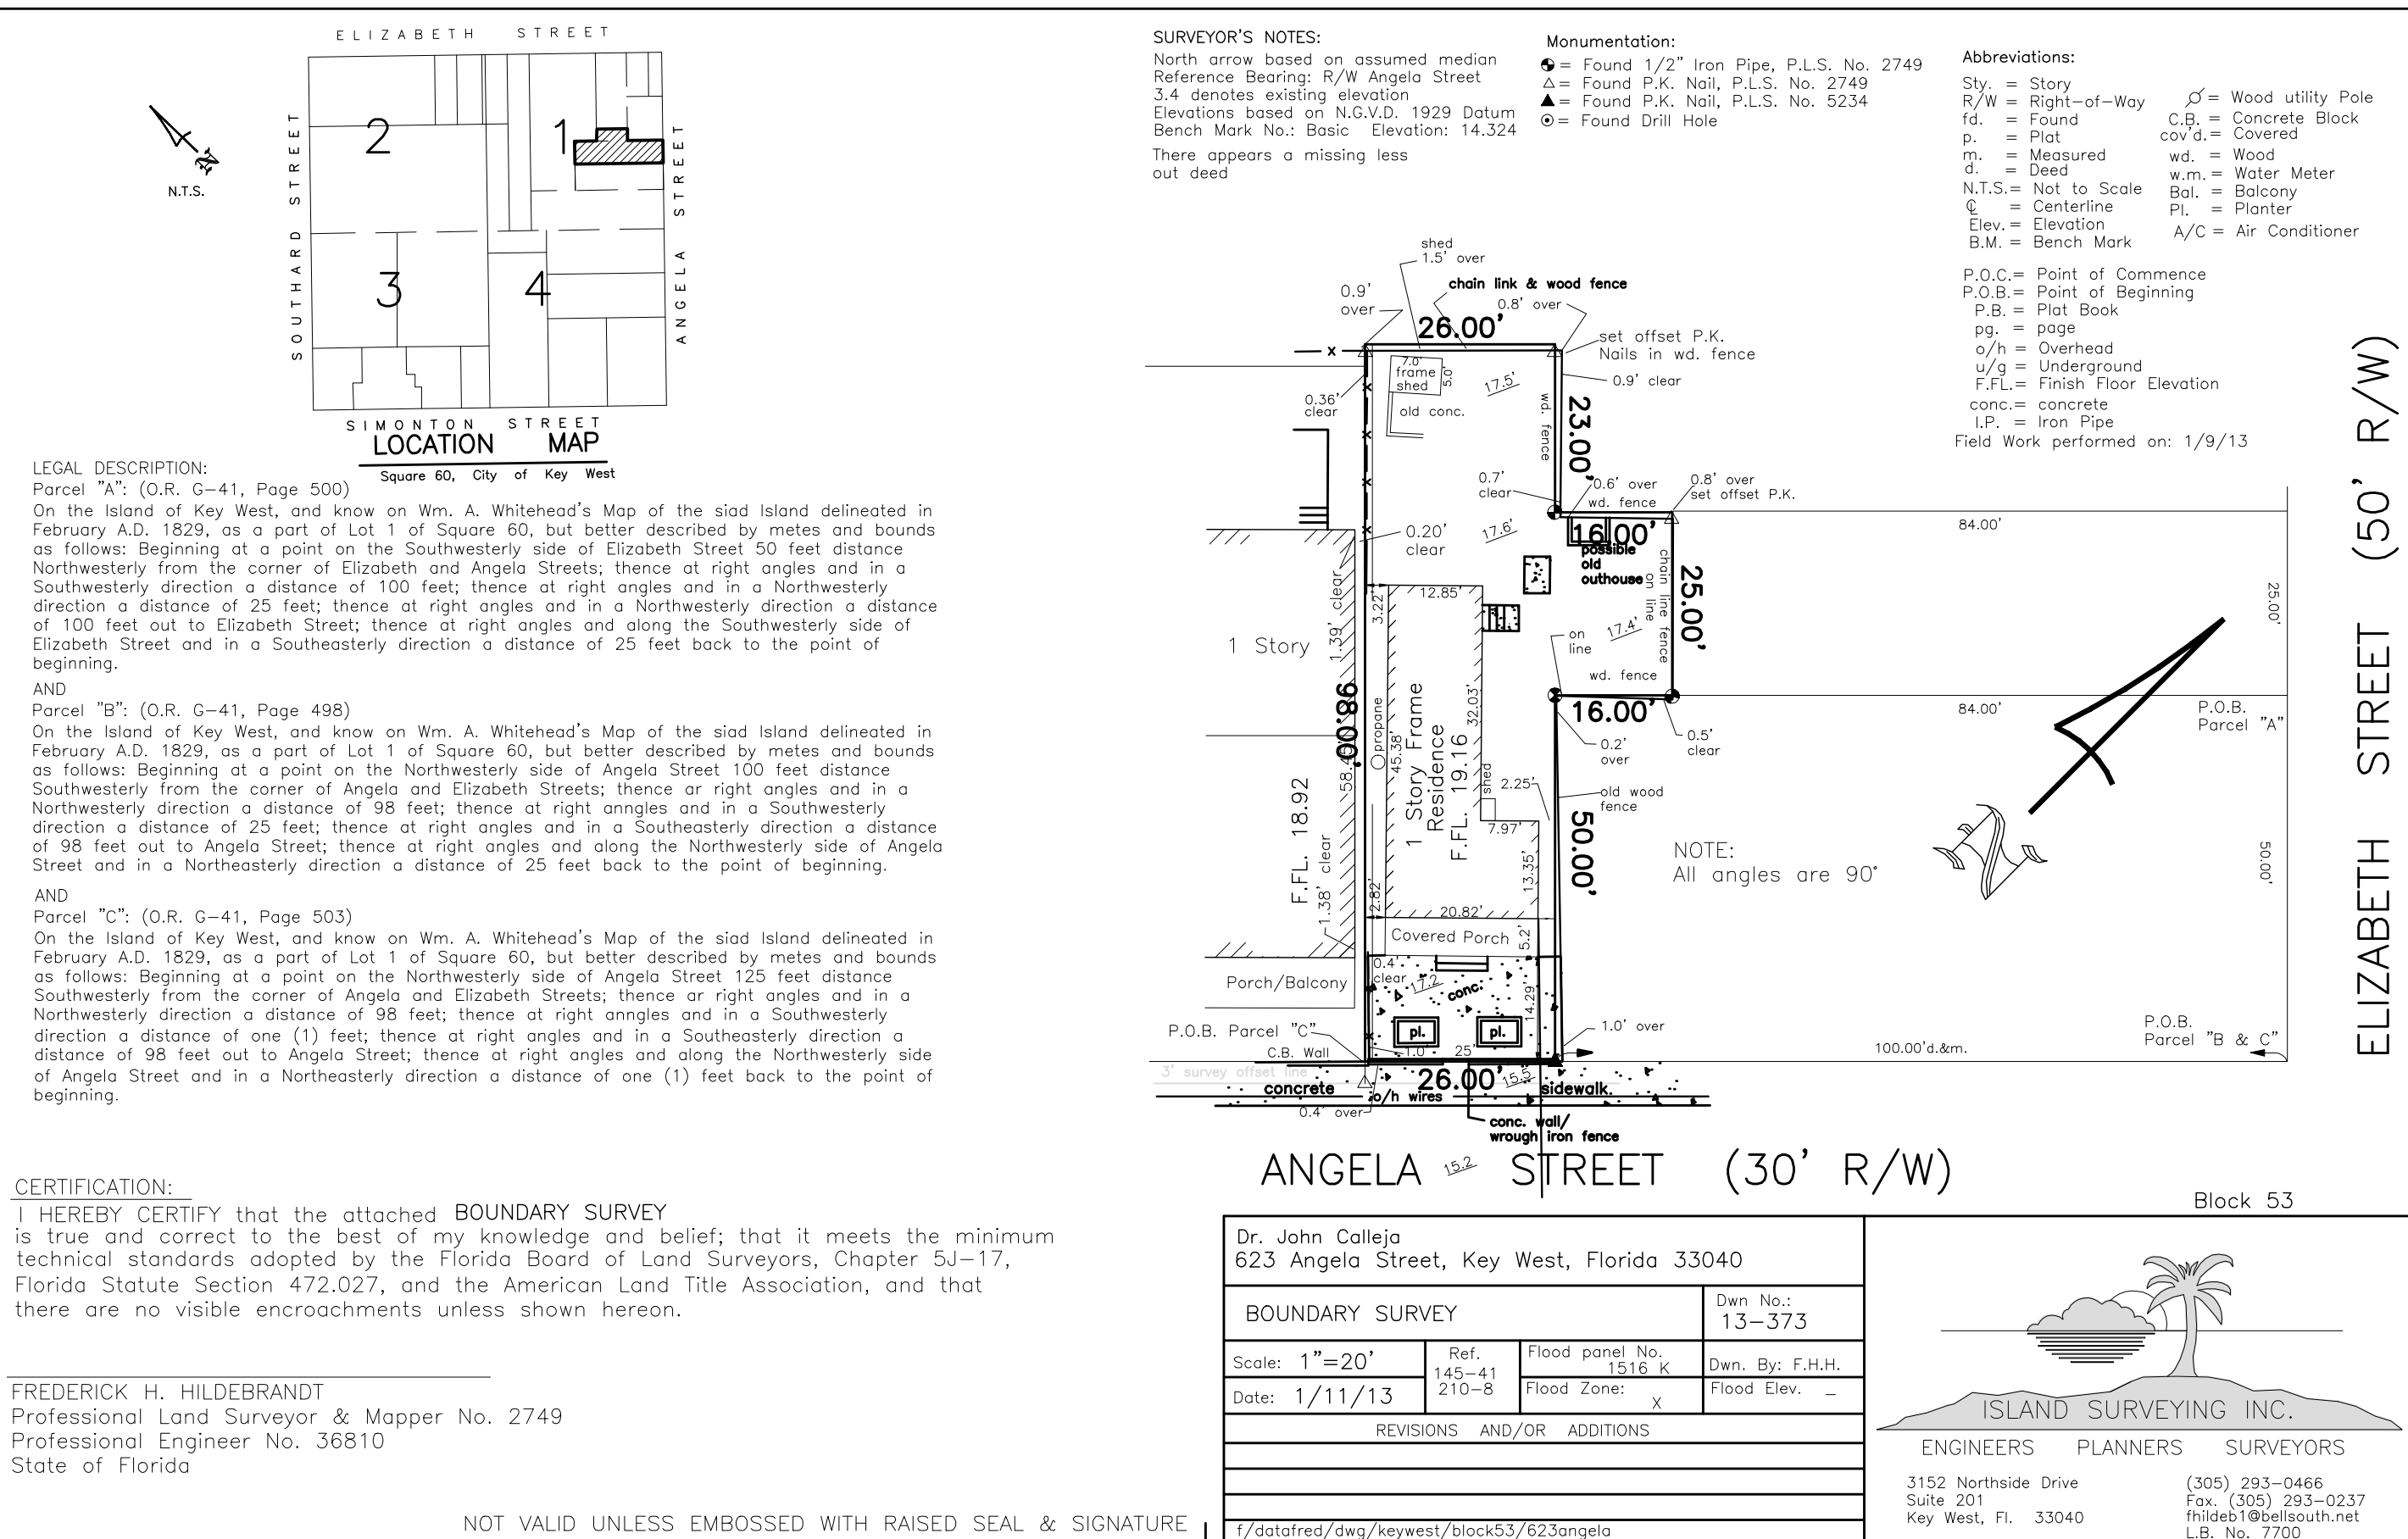 ELIZABETH STREET
SOUTHARD STREET
ANGELA STREET
SIMONTON STREET
1
2
3
4
N
N.T.S.
LOCATION MAP
Square 60, City of Key West
SURVEYOR'S NOTES:
North arrow based on assumed median
Reference Bearing: R/W Angela Street
3.4 denotes existing elevation
Elevations based on N.G.V.D. 1929 Datum
Bench Mark No.: Basic Elevation: 14.324
There appears a missing less
out deed
Monumentation:
= Found 1/2" Iron Pipe, P.L.S. No. 2749
△= Found P.K. Nail, P.L.S. No. 2749
▲= Found P.K. Nail, P.L.S. No. 5234
⊙= Found Drill Hole
Abbreviations:
Sty. = Story
R/W = Right-of-Way
fd. = Found
p. = Plat
m. = Measured
d. = Deed
N.T.S.= Not to Scale
℄ = Centerline
Elev.= Elevation
B.M. = Bench Mark
= Wood utility Pole
C.B. = Concrete Block
cov'd.= Covered
wd. = Wood
w.m.= Water Meter
Bal. = Balcony
Pl. = Planter
A/C = Air Conditioner
P.O.C.= Point of Commence
P.O.B.= Point of Beginning
P.B. = Plat Book
pg. = page
o/h = Overhead
u/g = Underground
F.FL.= Finish Floor Elevation
conc.= concrete
I.P. = Iron Pipe
Field Work performed on: 1/9/13
LEGAL DESCRIPTION:
Parcel "A": (O.R. G-41, Page 500)
On the Island of Key West, and know on Wm. A. Whitehead's Map of the siad Island delineated in
February A.D. 1829, as a part of Lot 1 of Square 60, but better described by metes and bounds
as follows: Beginning at a point on the Southwesterly side of Elizabeth Street 50 feet distance
Northwesterly from the corner of Elizabeth and Angela Streets; thence at right angles and in a
Southwesterly direction a distance of 100 feet; thence at right angles and in a Northwesterly
direction a distance of 25 feet; thence at right angles and in a Northwesterly direction a distance
of 100 feet out to Elizabeth Street; thence at right angles and along the Southwesterly side of
Elizabeth Street and in a Southeasterly direction a distance of 25 feet back to the point of
beginning.
AND
Parcel "B": (O.R. G-41, Page 498)
On the Island of Key West, and know on Wm. A. Whitehead's Map of the siad Island delineated in
February A.D. 1829, as a part of Lot 1 of Square 60, but better described by metes and bounds
as follows: Beginning at a point on the Northwesterly side of Angela Street 100 feet distance
Southwesterly from the corner of Angela and Elizabeth Streets; thence ar right angles and in a
Northwesterly direction a distance of 98 feet; thence at right anngles and in a Southwesterly
direction a distance of 25 feet; thence at right angles and in a Southeasterly direction a distance
of 98 feet out to Angela Street; thence at right angles and along the Northwesterly side of Angela
Street and in a Northeasterly direction a distance of 25 feet back to the point of beginning.
AND
Parcel "C": (O.R. G-41, Page 503)
On the Island of Key West, and know on Wm. A. Whitehead's Map of the siad Island delineated in
February A.D. 1829, as a part of Lot 1 of Square 60, but better described by metes and bounds
as follows: Beginning at a point on the Northwesterly side of Angela Street 125 feet distance
Southwesterly from the corner of Angela and Elizabeth Streets; thence ar right angles and in a
Northwesterly direction a distance of 98 feet; thence at right anngles and in a Southwesterly
direction a distance of one (1) feet; thence at right angles and in a Southeasterly direction a
distance of 98 feet out to Angela Street; thence at right angles and along the Northwesterly side
of Angela Street and in a Northeasterly direction a distance of one (1) feet back to the point of
beginning.
CERTIFICATION:
I HEREBY CERTIFY that the attached BOUNDARY SURVEY
is true and correct to the best of my knowledge and belief; that it meets the minimum
technical standards adopted by the Florida Board of Land Surveyors, Chapter 5J-17,
Florida Statute Section 472.027, and the American Land Title Association, and that
there are no visible encroachments unless shown hereon.
FREDERICK H. HILDEBRANDT
Professional Land Surveyor & Mapper No. 2749
Professional Engineer No. 36810
State of Florida
NOT VALID UNLESS EMBOSSED WITH RAISED SEAL & SIGNATURE
shed
1.5' over
chain link & wood fence
0.9'
over
0.8' over
26.00'
set offset P.K.
Nails in wd. fence
x
7.0'
frame
shed
5.0'
17.5'
0.9' clear
0.36'
clear
old conc.
wd. fence
23.00'
0.7'
clear
0.6' over
wd. fence
0.8' over
set offset P.K.
84.00'
16.00'
possible
old
outhouse
17.6'
0.20'
clear
chain line fence
on line
25.00'
25.00'
12.85'
3.22'
1.39' clear
1 Story
on
line
17.4'
wd. fence
16.00'
84.00'
P.O.B.
Parcel "A"
98.00'
propane
45.38'
1 Story Frame
Residence
F.FL. 19.16
32.03'
0.2'
over
0.5'
clear
shed
2.25'
old wood
fence
7.97'
50.00'
13.35'
F.FL. 18.92
1.38' clear
2.82'
20.82'
Covered Porch
5.2'
NOTE:
All angles are 90°
N
50.00'
ELIZABETH STREET (50' R/W)
Porch/Balcony
0.4'
clear
17.2
conc.
14.29'
pl.
pl.
P.O.B. Parcel "C"
C.B. Wall
1.0'
25'
1.0' over
100.00'd.&m.
P.O.B.
Parcel "B & C"
3' survey offset line
26.00'
15.5
concrete
o/h wires
sidewalk.
0.4' over
conc. wall/
wrough iron fence
ANGELA STREET (30' R/W)
15.2
Block 53
Dr. John Calleja
623 Angela Street, Key West, Florida 33040
BOUNDARY SURVEY
Dwn No.:
13-373
Scale: 1"=20'
Ref.
145-41
210-8
Flood panel No.
1516 K
Dwn. By: F.H.H.
Date: 1/11/13
Flood Zone:
X
Flood Elev. –
REVISIONS AND/OR ADDITIONS
f/datafred/dwg/keywest/block53/623angela
ISLAND SURVEYING INC.
ENGINEERS PLANNERS SURVEYORS
3152 Northside Drive
Suite 201
Key West, Fl. 33040
(305) 293-0466
Fax. (305) 293-0237
fhildeb1@bellsouth.net
L.B. No. 7700